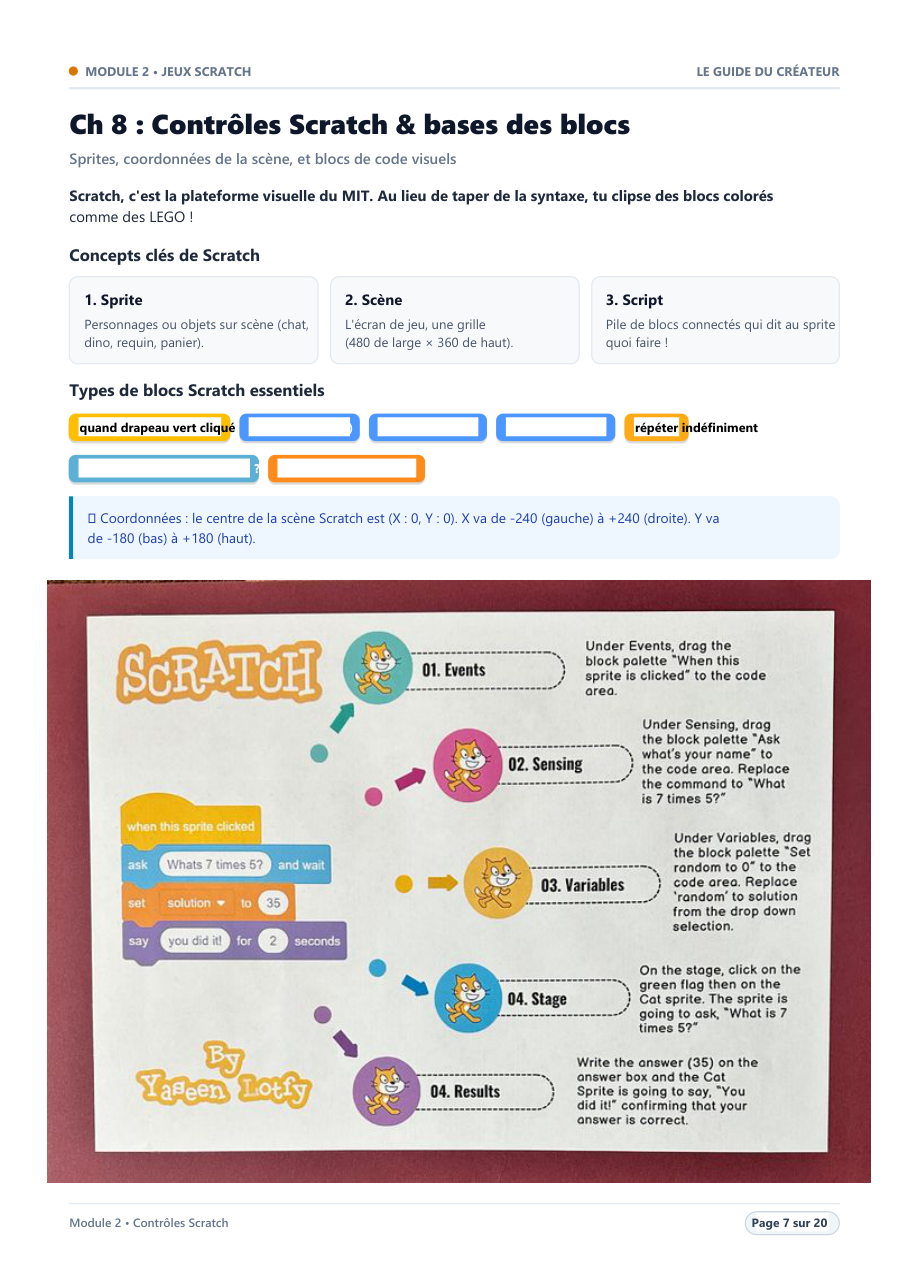 MODULE 2 • JEUX SCRATCH
LE GUIDE DU CRÉATEUR
Ch 8 : Contrôles Scratch & bases des blocs
Sprites, coordonnées de la scène, et blocs de code visuels
Scratch, c'est la plateforme visuelle du MIT. Au lieu de taper de la syntaxe, tu clipse des blocs colorés
comme des LEGO !
Concepts clés de Scratch
1. Sprite
Personnages ou objets sur scène (chat,
dino, requin, panier).
2. Scène
L'écran de jeu, une grille
(480 de large × 360 de haut).
3. Script
Pile de blocs connectés qui dit au sprite
quoi faire !
Types de blocs Scratch essentiels
quand drapeau vert cliqué
)
répéter indéfiniment
?
Coordonnées : le centre de la scène Scratch est (X : 0, Y : 0). X va de -240 (gauche) à +240 (droite). Y va
de -180 (bas) à +180 (haut).
SCRATCH
01. Events
Under Events, drag the
block palette "When this
sprite is clicked" to the code
area.
02. Sensing
Under Sensing, drag
the block palette "Ask
what's your name" to
the code area. Replace
the command to "What
is 7 times 5?"
when this sprite clicked
ask Whats 7 times 5? and wait
set solution to 35
say you did it! for 2 seconds
03. Variables
Under Variables, drag
the block palette "Set
random to 0" to the
code area. Replace
'random' to solution
from the drop down
selection.
04. Stage
On the stage, click on the
green flag then on the
Cat sprite. The sprite is
going to ask, "What is 7
times 5?"
By
Yaseen Lotfy
04. Results
Write the answer (35) on the
answer box and the Cat
Sprite is going to say, "You
did it!" confirming that your
answer is correct.
Module 2 • Contrôles Scratch
Page 7 sur 20